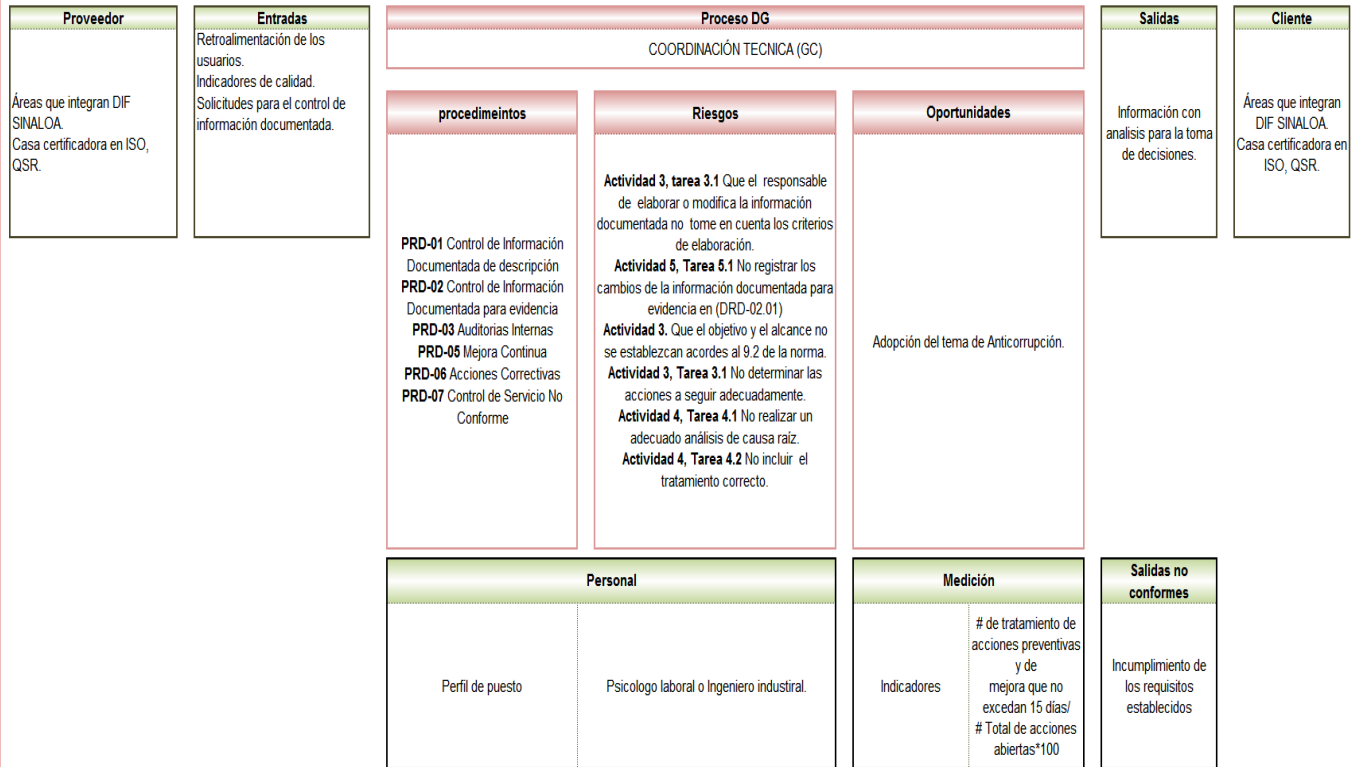 Proveedor
Áreas que integran DIF
SINALOA.
Casa certificadora en ISO,
QSR.
Entradas
Retroalimentación de los
usuarios.
Indicadores de calidad.
Solicitudes para el control de
información documentada.
Proceso DG
COORDINACIÓN TECNICA (GC)
procedimeintos
PRD-01 Control de Información
Documentada de descripción
PRD-02 Control de Información
Documentada para evidencia
PRD-03 Auditorias Internas
PRD-05 Mejora Continua
PRD-06 Acciones Correctivas
PRD-07 Control de Servicio No
Conforme
Riesgos
Actividad 3, tarea 3.1 Que el responsable
de elaborar o modifica la información
documentada no tome en cuenta los criterios
de elaboración.
Actividad 5, Tarea 5.1 No registrar los
cambios de la información documentada para
evidencia en (DRD-02.01)
Actividad 3. Que el objetivo y el alcance no
se establezcan acordes al 9.2 de la norma.
Actividad 3, Tarea 3.1 No determinar las
acciones a seguir adecuadamente.
Actividad 4, Tarea 4.1 No realizar un
adecuado análisis de causa raíz.
Actividad 4, Tarea 4.2 No incluir el
tratamiento correcto.
Oportunidades
Adopción del tema de Anticorrupción.
Salidas
Información con
analisis para la toma
de decisiones.
Cliente
Áreas que integran
DIF SINALOA.
Casa certificadora en
ISO, QSR.
Personal
Perfil de puesto
Psicologo laboral o Ingeniero industiral.
Medición
Indicadores
# de tratamiento de
acciones preventivas
y de
mejora que no
excedan 15 días/
# Total de acciones
abiertas*100
Salidas no
conformes
Incumplimiento de
los requisitos
establecidos